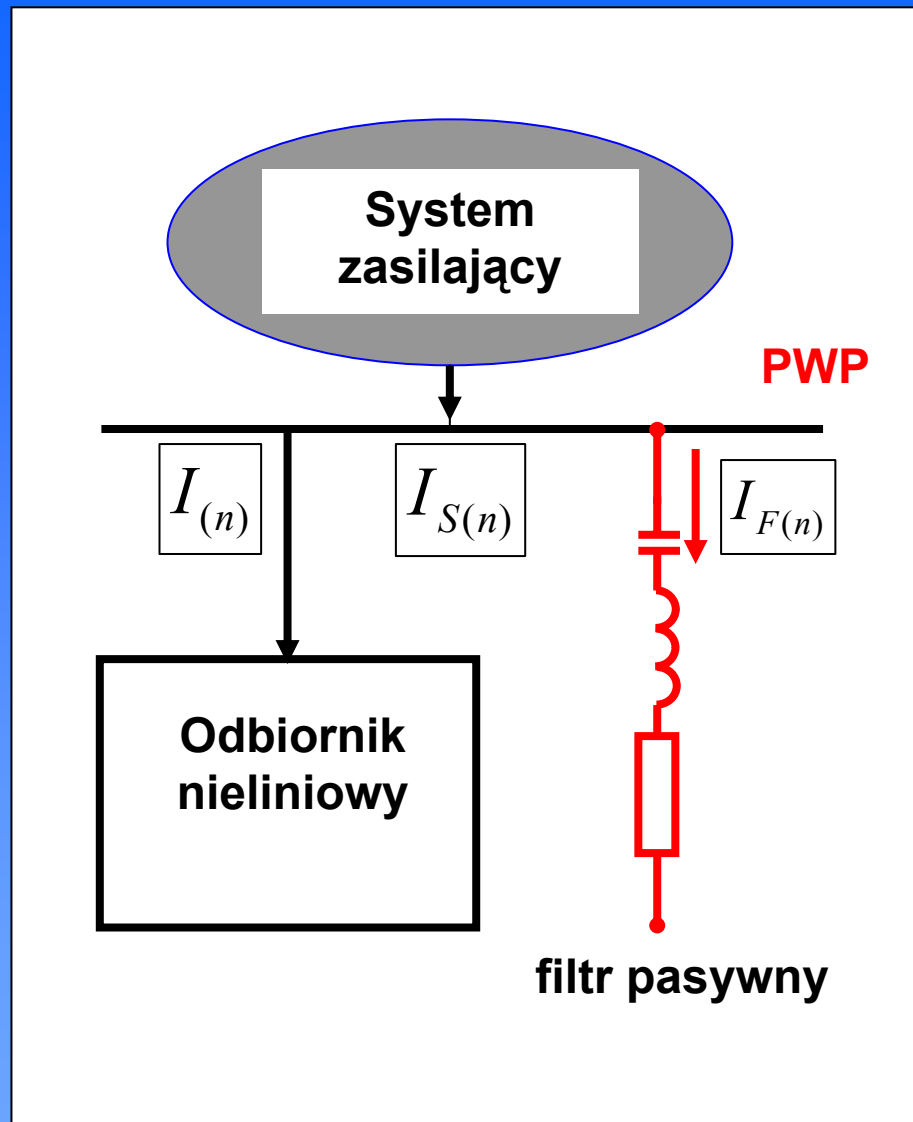 System
zasilający
PWP
I(n)
IS(n)
IF(n)
Odbiornik
nieliniowy
filtr pasywny